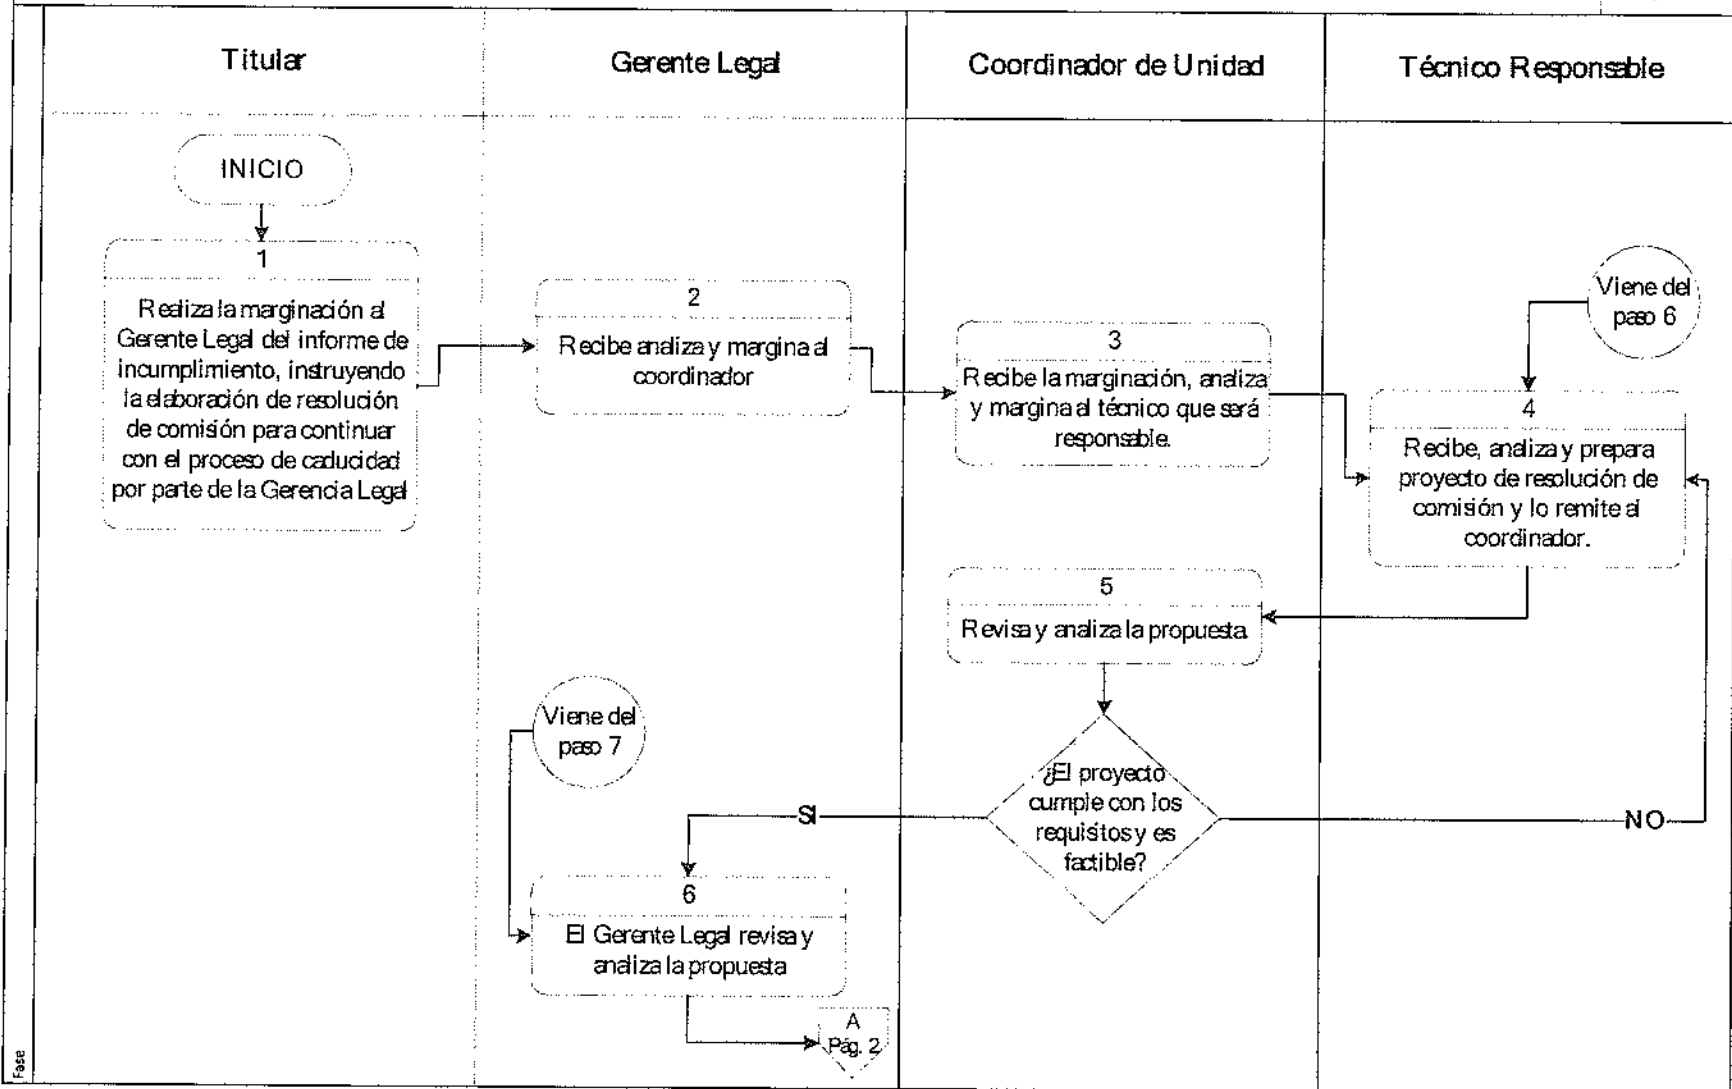 Titular
Gerente Legal
Coordinador de Unidad
Técnico Responsable
INICIO
1
Realiza la marginación al
Gerente Legal del informe de
incumplimiento, instruyendo
la elaboración de resolución
de comisión para continuar
con el proceso de caducidad
por parte de la Gerencia Legal
2
Recibe analiza y margina al
coordinador
3
Recibe la marginación, analiza
y margina al técnico que será
responsable.
Viene del
paso 6
4
Recibe, analiza y prepara
proyecto de resolución de
comisión y lo remite al
coordinador.
5
Revisa y analiza la propuesta.
Viene del
paso 7
¿El proyecto
cumple con los
requisitos y es
factible?
SI
NO
6
El Gerente Legal revisa y
analiza la propuesta
A
Pág. 2
Fase